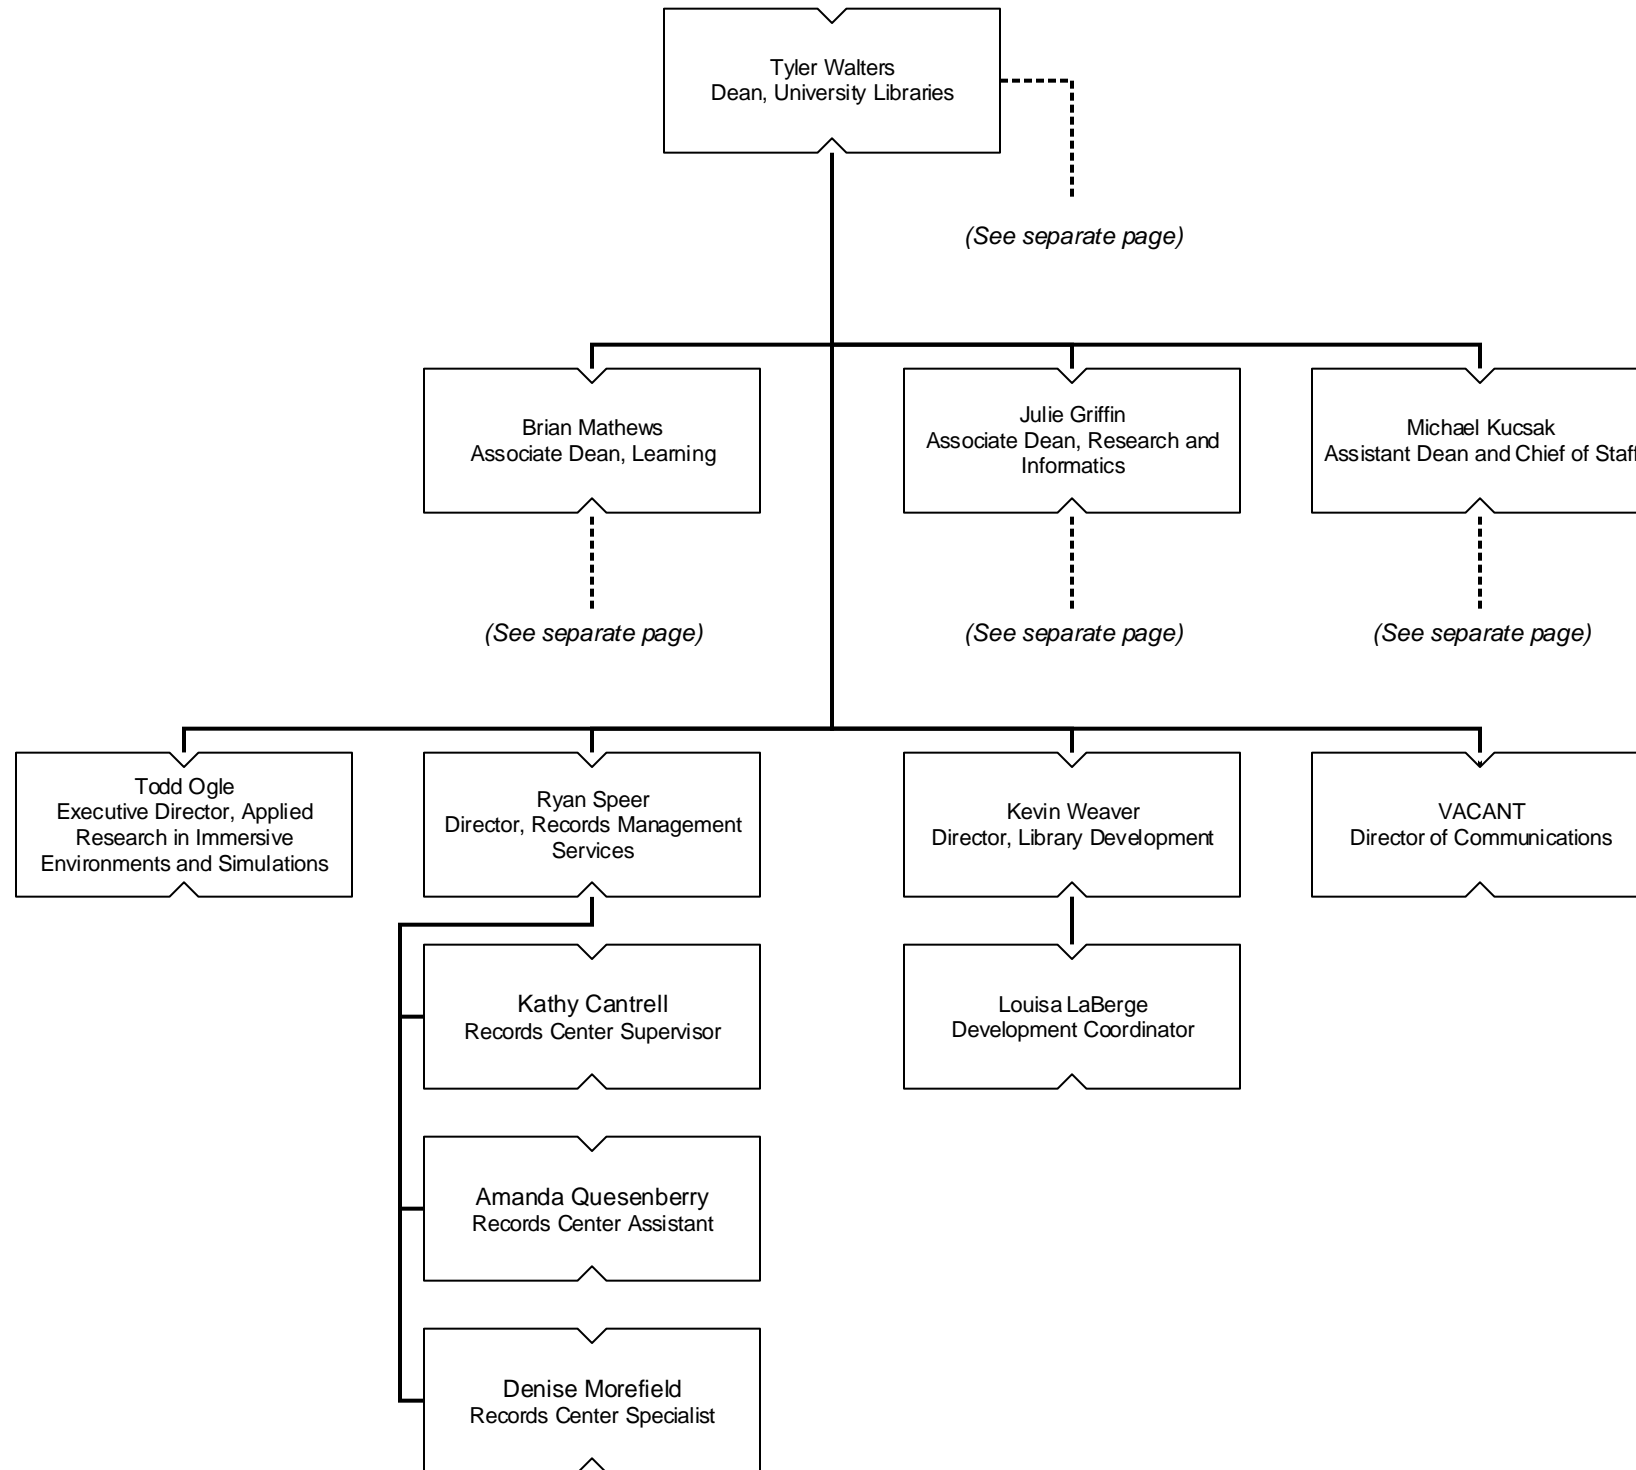 Tyler Walters
Dean, University Libraries
(See separate page)
Brian Mathews
Associate Dean, Learning
Julie Griffin
Associate Dean, Research and
Informatics
Michael Kucsak
Assistant Dean and Chief of Staff
(See separate page)
(See separate page)
(See separate page)
Todd Ogle
Executive Director, Applied
Research in Immersive
Environments and Simulations
Ryan Speer
Director, Records Management
Services
Kevin Weaver
Director, Library Development
VACANT
Director of Communications
Kathy Cantrell
Records Center Supervisor
Louisa LaBerge
Development Coordinator
Amanda Quesenberry
Records Center Assistant
Denise Morefield
Records Center Specialist